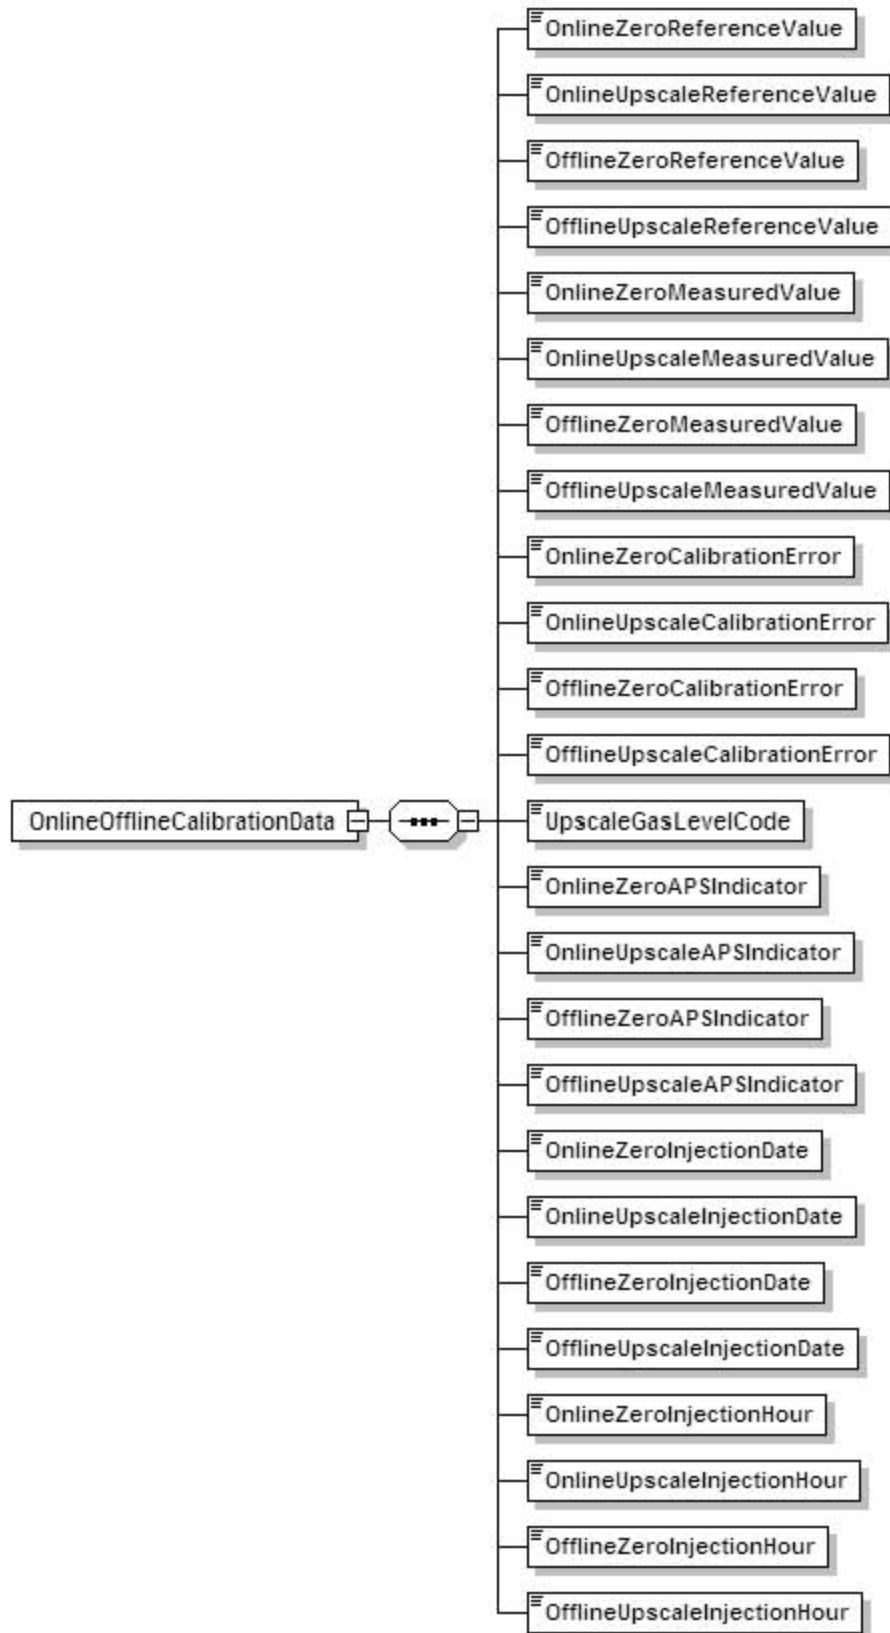 OnlineZeroReferenceValue
OnlineUpscaleReferenceValue
OfflineZeroReferenceValue
OfflineUpscaleReferenceValue
OnlineZeroMeasuredValue
OnlineUpscaleMeasuredValue
OfflineZeroMeasuredValue
OfflineUpscaleMeasuredValue
OnlineZeroCalibrationError
OnlineUpscaleCalibrationError
OfflineZeroCalibrationError
OfflineUpscaleCalibrationError
OnlineOfflineCalibrationData
UpscaleGasLevelCode
OnlineZeroAPSIndicator
OnlineUpscaleAPSIndicator
OfflineZeroAPSIndicator
OfflineUpscaleAPSIndicator
OnlineZeroInjectionDate
OnlineUpscaleInjectionDate
OfflineZeroInjectionDate
OfflineUpscaleInjectionDate
OnlineZeroInjectionHour
OnlineUpscaleInjectionHour
OfflineZeroInjectionHour
OfflineUpscaleInjectionHour